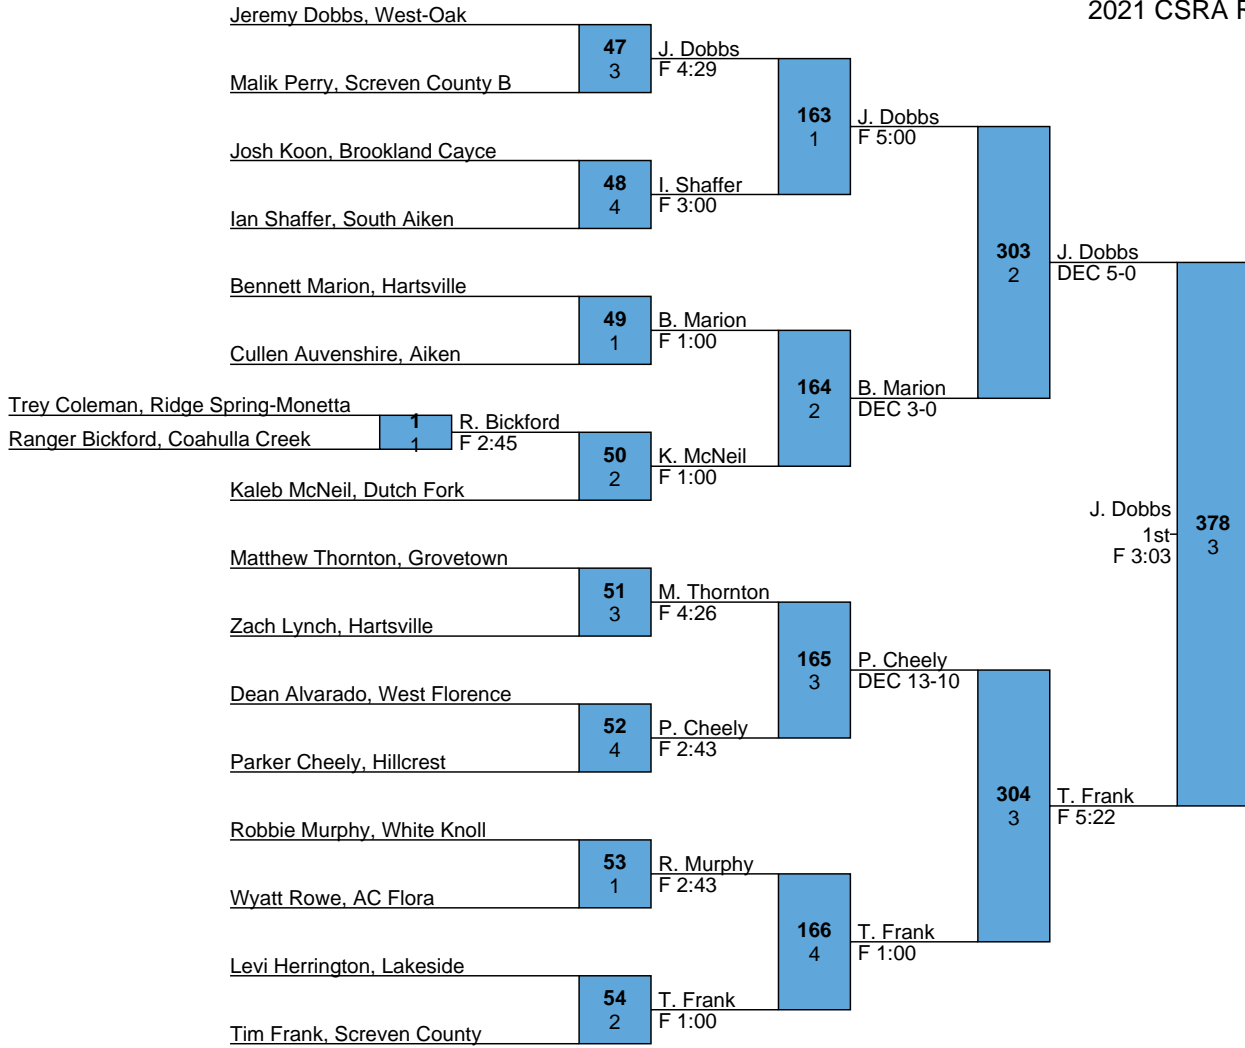 2021 CSRA F
Jeremy Dobbs, West-Oak
47
3
J. Dobbs
F 4:29
Malik Perry, Screven County B
163
1
J. Dobbs
F 5:00
Josh Koon, Brookland Cayce
48
4
I. Shaffer
F 3:00
Ian Shaffer, South Aiken
303
2
J. Dobbs
DEC 5-0
Bennett Marion, Hartsville
49
1
B. Marion
F 1:00
Cullen Auvenshire, Aiken
164
2
B. Marion
DEC 3-0
Trey Coleman, Ridge Spring-Monetta
1
1
R. Bickford
F 2:45
Ranger Bickford, Coahulla Creek
50
2
K. McNeil
F 1:00
Kaleb McNeil, Dutch Fork
J. Dobbs
1st
F 3:03
378
3
Matthew Thornton, Grovetown
51
3
M. Thornton
F 4:26
Zach Lynch, Hartsville
165
3
P. Cheely
DEC 13-10
Dean Alvarado, West Florence
52
4
P. Cheely
F 2:43
Parker Cheely, Hillcrest
304
3
T. Frank
F 5:22
Robbie Murphy, White Knoll
53
1
R. Murphy
F 2:43
Wyatt Rowe, AC Flora
166
4
T. Frank
F 1:00
Levi Herrington, Lakeside
54
2
T. Frank
F 1:00
Tim Frank, Screven County